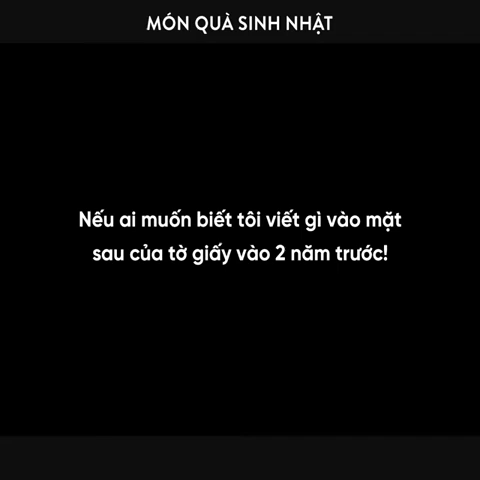 MÓN QUÀ SINH NHẬT
Nếu ai muốn biết tôi viết gì vào mặt
sau của tờ giấy vào 2 năm trước!